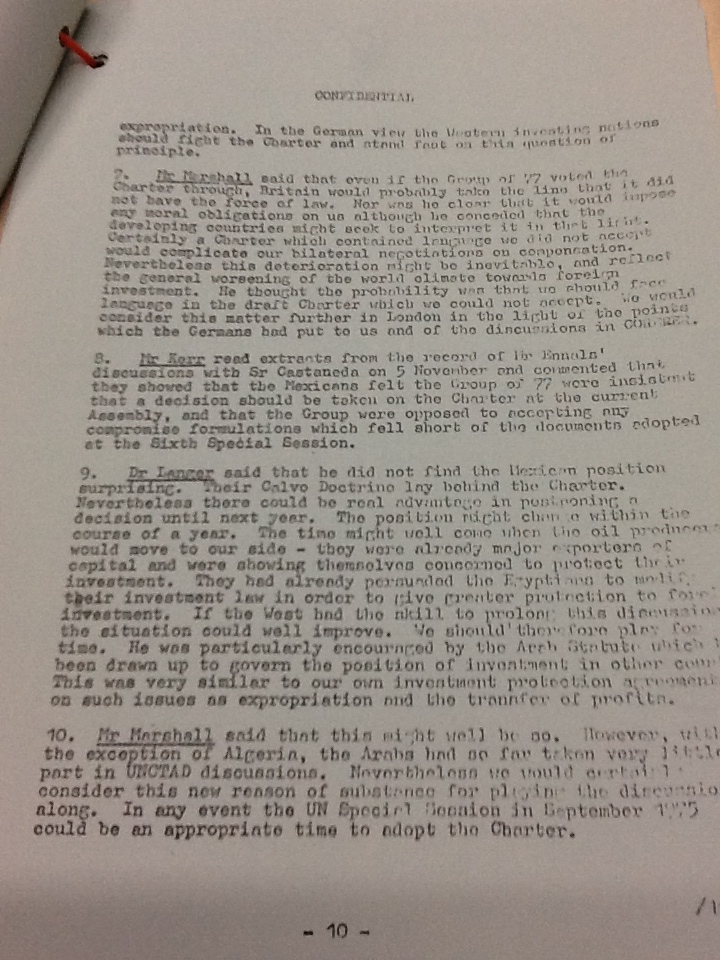 CONFIDENTIAL
expropriation. In the German view the Western investing nations
should fight the Charter and stand fast on this question of
principle.
7. Mr Marshall said that even if the Group of 77 voted the
Charter through, Britain would probably take the line that it did
not have the force of law. Nor was he clear that it would impose
any moral obligations on us although he conceded that the
developing countries might seek to interpret it in that light.
Certainly a Charter which contained language we did not accept
would complicate our bilateral negotiations on compensation.
Nevertheless this deterioration might be inevitable, and reflect
the general worsening of the world climate towards foreign
investment. He thought the probability was that we should face
language in the draft Charter which we could not accept. We would
consider this matter further in London in the light of the points
which the Germans had put to us and of the discussions in
8. Mr Kerr read extracts from the record of Mr Ennals'
discussions with Sr Castaneda on 5 November and commented that
they showed that the Mexicans felt the Group of 77 were insistent
that a decision should be taken on the Charter at the current
Assembly, and that the Group were opposed to accepting any
compromise formulations which fell short of the documents adopted
at the Sixth Special Session.
9. Dr Langer said that he did not find the Mexican position
surprising. Their Calvo Doctrine lay behind the Charter.
Nevertheless there could be real advantage in postponing a
decision until next year. The position might change within the
course of a year. The time might well come when the oil producers
would move to our side - they were already major exporters of
capital and were showing themselves concerned to protect their
investment. They had already persuaded the Egyptians to modify
their investment law in order to give greater protection to
investment. If the West had the skill to prolong this
the situation could well improve. We should therefore play for
time. He was particularly encouraged by the Arab Statute which
been drawn up to govern the position of investment in other
This was very similar to our own investment protection
on such issues as expropriation and the transfer of profits.
10. Mr Marshall said that this might well be so. However,
the exception of Algeria, the Arabs had so far taken very little
part in UNCTAD discussions. Nevertheless we would
consider this new reason of substance for playing the
along. In any event the UN Special Session in September 1975
could be an appropriate time to adopt the Charter.
- 10 -